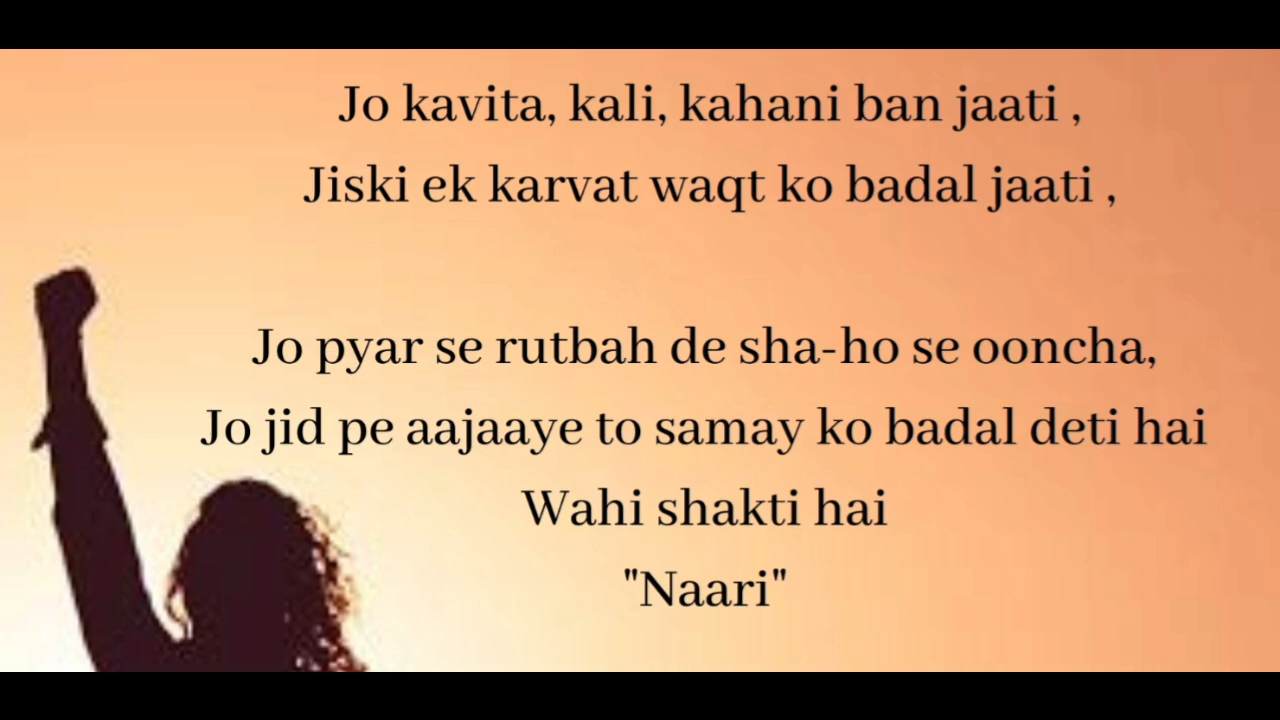 Jo kavita, kali, kahani ban jaati ,
Jiski ek karvat waqt ko badal jaati ,
Jo pyar se rutbah de sha-ho se ooncha,
Jo jid pe aajaaye to samay ko badal deti hai
Wahi shakti hai
"Naari"